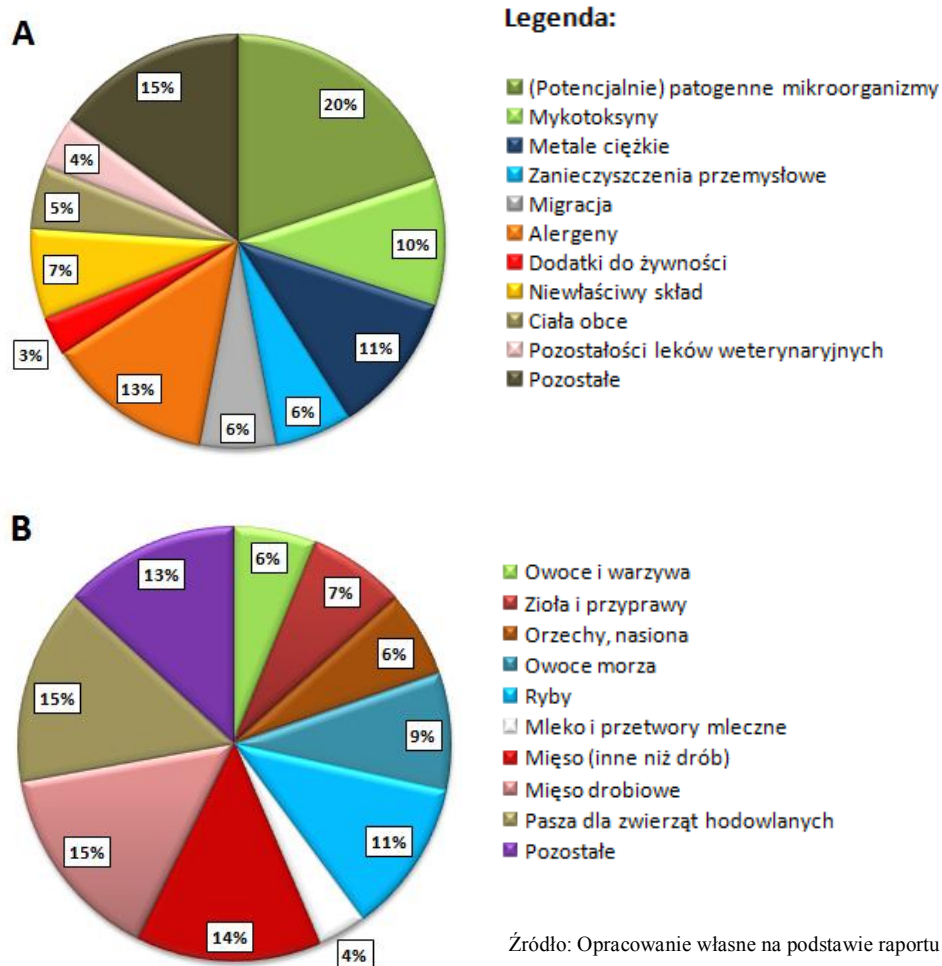 A
Legenda:
15%
20%
4%
5%
10%
7%
11%
3%
13%
6%
6%
(Potencjalnie) patogenne mikroorganizmy
Mykotoksyny
Metale ciężkie
Zanieczyszczenia przemysłowe
Migracja
Alergeny
Dodatki do żywności
Niewłaściwy skład
Ciała obce
Pozostałości leków weterynaryjnych
Pozostałe
B
13%
6%
7%
6%
15%
9%
11%
15%
14%
4%
Owoce i warzywa
Zioła i przyprawy
Orzechy, nasiona
Owoce morza
Ryby
Mleko i przetwory mleczne
Mięso (inne niż drób)
Mięso drobiowe
Pasza dla zwierząt hodowlanych
Pozostałe
Źródło: Opracowanie własne na podstawie raportu